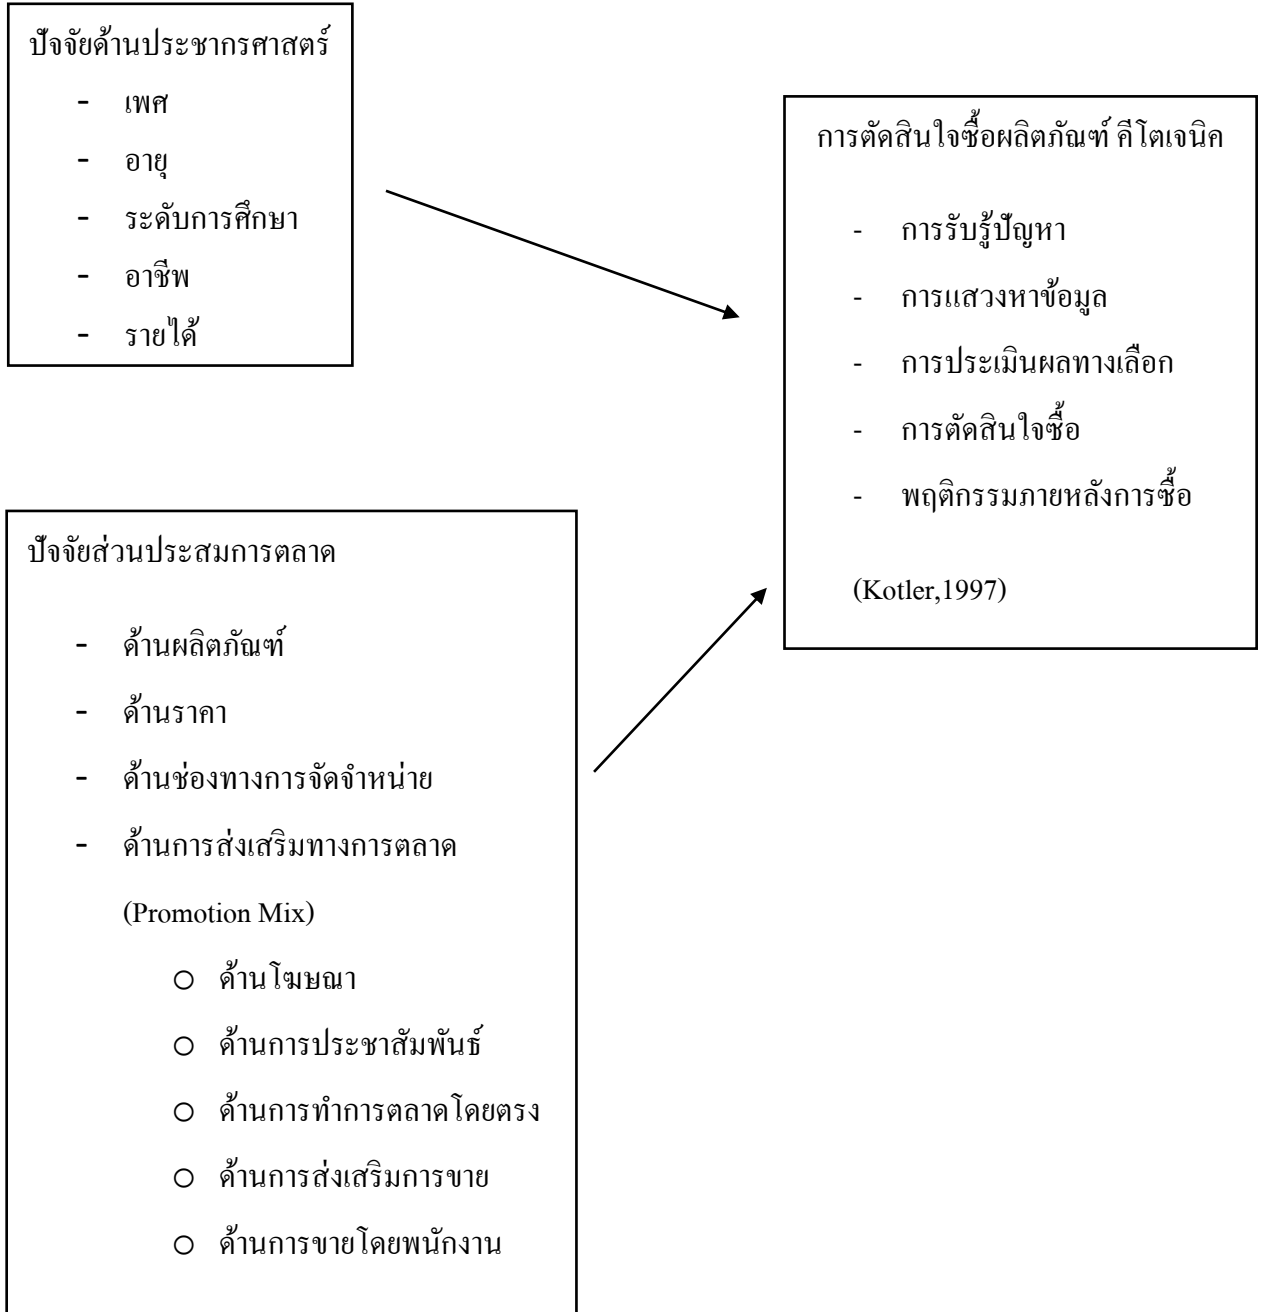 ปัจจัยด้านประชากรศาสตร์
- เพศ
- อายุ
- ระดับการศึกษา
- อาชีพ
- รายได้
การตัดสินใจซื้อผลิตภัณฑ์ คีโตเจนิค
- การรับรู้ปัญหา
- การแสวงหาข้อมูล
- การประเมินผลทางเลือก
- การตัดสินใจซื้อ
- พฤติกรรมภายหลังการซื้อ
(Kotler,1997)
ปัจจัยส่วนประสมการตลาด
- ด้านผลิตภัณฑ์
- ด้านราคา
- ด้านช่องทางการจัดจำหน่าย
- ด้านการส่งเสริมทางการตลาด
(Promotion Mix)
o ด้านโฆษณา
o ด้านการประชาสัมพันธ์
o ด้านการทำการตลาดโดยตรง
o ด้านการส่งเสริมการขาย
o ด้านการขายโดยพนักงาน